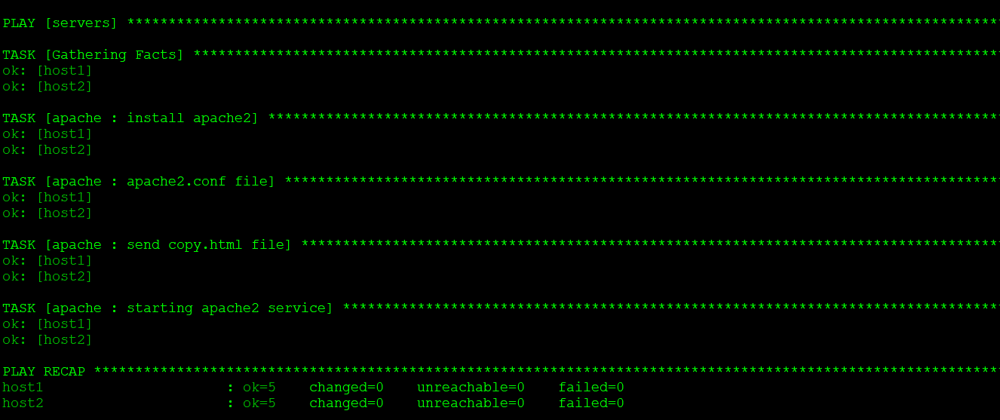 PLAY [servers] **********************************************************************************************************
TASK [Gathering Facts] **************************************************************************************************
ok: [host1]
ok: [host2]
TASK [apache : install apache2] *****************************************************************************************
ok: [host1]
ok: [host2]
TASK [apache : apache2.conf file] ***************************************************************************************
ok: [host1]
ok: [host2]
TASK [apache : send copy.html file] *************************************************************************************
ok: [host1]
ok: [host2]
TASK [apache : starting apache2 service] ********************************************************************************
ok: [host1]
ok: [host2]
PLAY RECAP **************************************************************************************************************
host1                      : ok=5    changed=0    unreachable=0    failed=0
host2                      : ok=5    changed=0    unreachable=0    failed=0